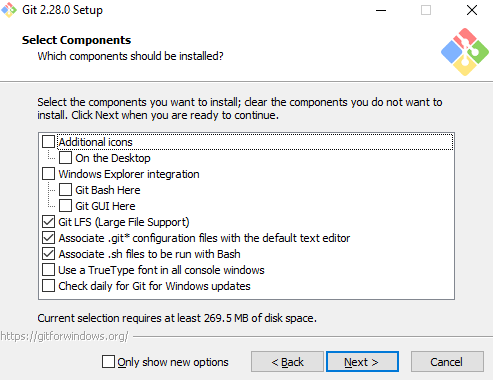 Git 2.28.0 Setup
Select Components
Which components should be installed?
Select the components you want to install; clear the components you do not want to
install. Click Next when you are ready to continue.
Additional icons
On the Desktop
Windows Explorer integration
Git Bash Here
Git GUI Here
Git LFS (Large File Support)
Associate .git* configuration files with the default text editor
Associate .sh files to be run with Bash
Use a TrueType font in all console windows
Check daily for Git for Windows updates
Current selection requires at least 269.5 MB of disk space.
https://gitforwindows.org/
Only show new options
< Back
Next >
Cancel